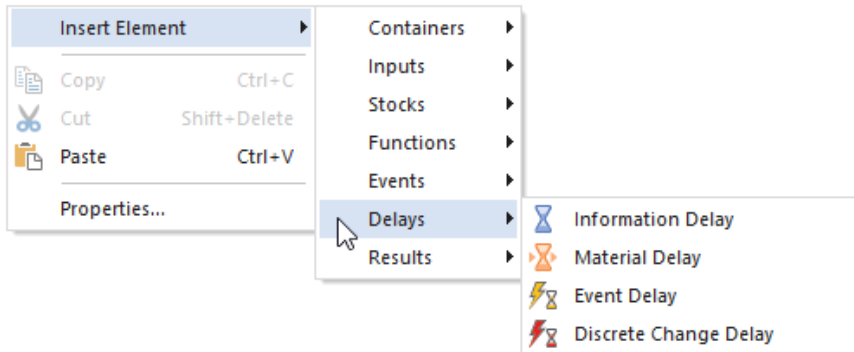 Insert Element
Copy Ctrl+C
Cut Shift+Delete
Paste Ctrl+V
Properties...
Containers
Inputs
Stocks
Functions
Events
Delays
Results
Information Delay
Material Delay
Event Delay
Discrete Change Delay